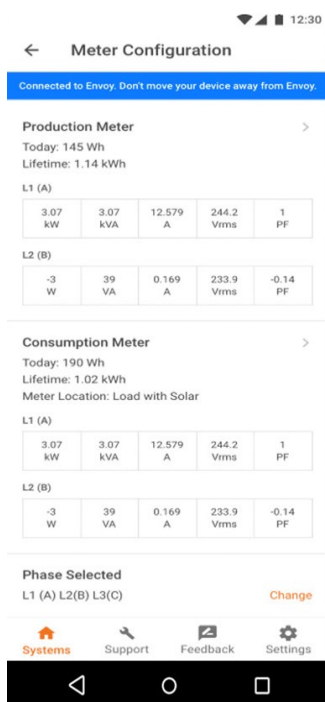 12:30
Meter Configuration
Connected to Envoy. Don't move your device away from Envoy.
Production Meter
Today: 145 Wh
Lifetime: 1.14 kWh
L1 (A)
3.07 3.07 12.579 244.2 1
kW kVA A Vrms PF
L2 (B)
-3 39 0.169 233.9 -0.14
W VA A Vrms PF
Consumption Meter
Today: 190 Wh
Lifetime: 1.02 kWh
Meter Location: Load with Solar
L1 (A)
3.07 3.07 12.579 244.2 1
kW kVA A Vrms PF
L2 (B)
-3 39 0.169 233.9 -0.14
W VA A Vrms PF
Phase Selected
L1 (A) L2(B) L3(C) Change
Systems Support Feedback Settings